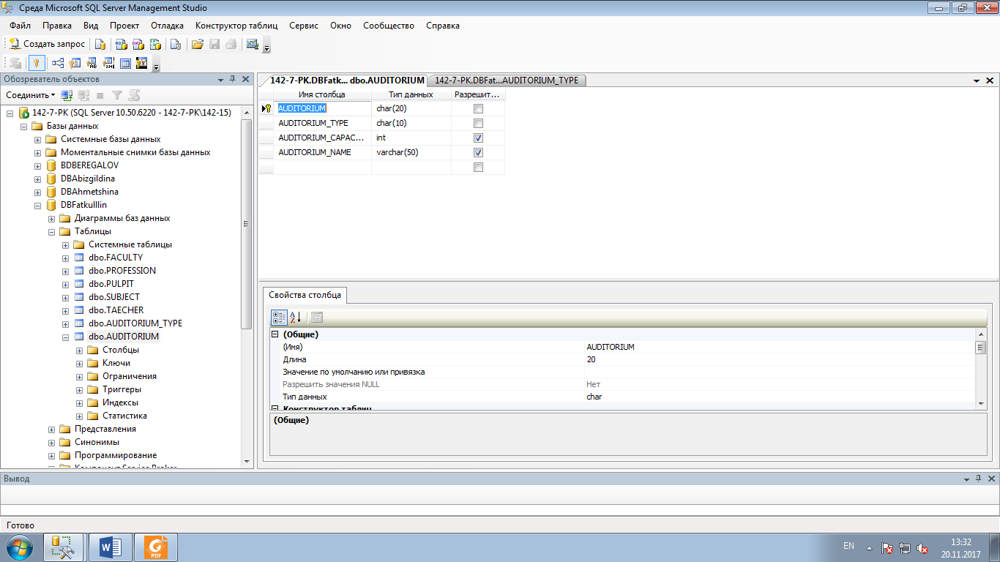 Среда Microsoft SQL Server Management Studio
Файл Правка Вид Проект Отладка Конструктор таблиц Сервис Окно Сообщество Справка
Создать запрос
Обозреватель объектов
Соединить
142-7-PK (SQL Server 10.50.6220 - 142-7-PK\142-15)
Базы данных
Системные базы данных
Моментальные снимки базы данных
BDBEREGALOV
DBAbizgildina
DBAhmetshina
DBFatkulllin
Диаграммы баз данных
Таблицы
Системные таблицы
dbo.FACULTY
dbo.PROFESSION
dbo.PULPIT
dbo.SUBJECT
dbo.TAECHER
dbo.AUDITORIUM_TYPE
dbo.AUDITORIUM
Столбцы
Ключи
Ограничения
Триггеры
Индексы
Статистика
Представления
Синонимы
Программирование
Компонент Service Broker
142-7-PK.DBFatk... dbo.AUDITORIUM 142-7-PK.DBFat...AUDITORIUM_TYPE
Имя столбца Тип данных Разрешит...
AUDITORIUM char(20)
AUDITORIUM_TYPE char(10)
AUDITORIUM_CAPAC... int
AUDITORIUM_NAME varchar(50)
Свойства столбца
(Общие)
(Имя) AUDITORIUM
Длина 20
Значение по умолчанию или привязка
Разрешить значения NULL Нет
Тип данных char
Конструктор таблиц
(Общие)
Вывод
Готово
EN 13:32
20.11.2017